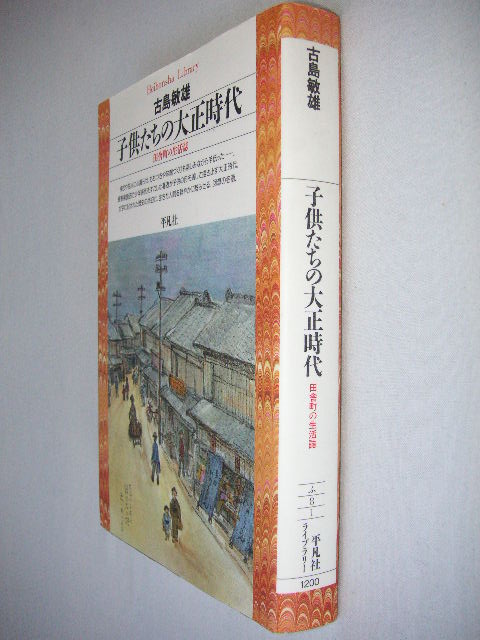 Heibonsha Library
古島敏雄
子供たちの大正時代
田舎町の生活誌
平凡社
古島敏雄
子供たちの大正時代
田舎町の生活誌
ふ
8
1
平凡社
ライブラリー
1200